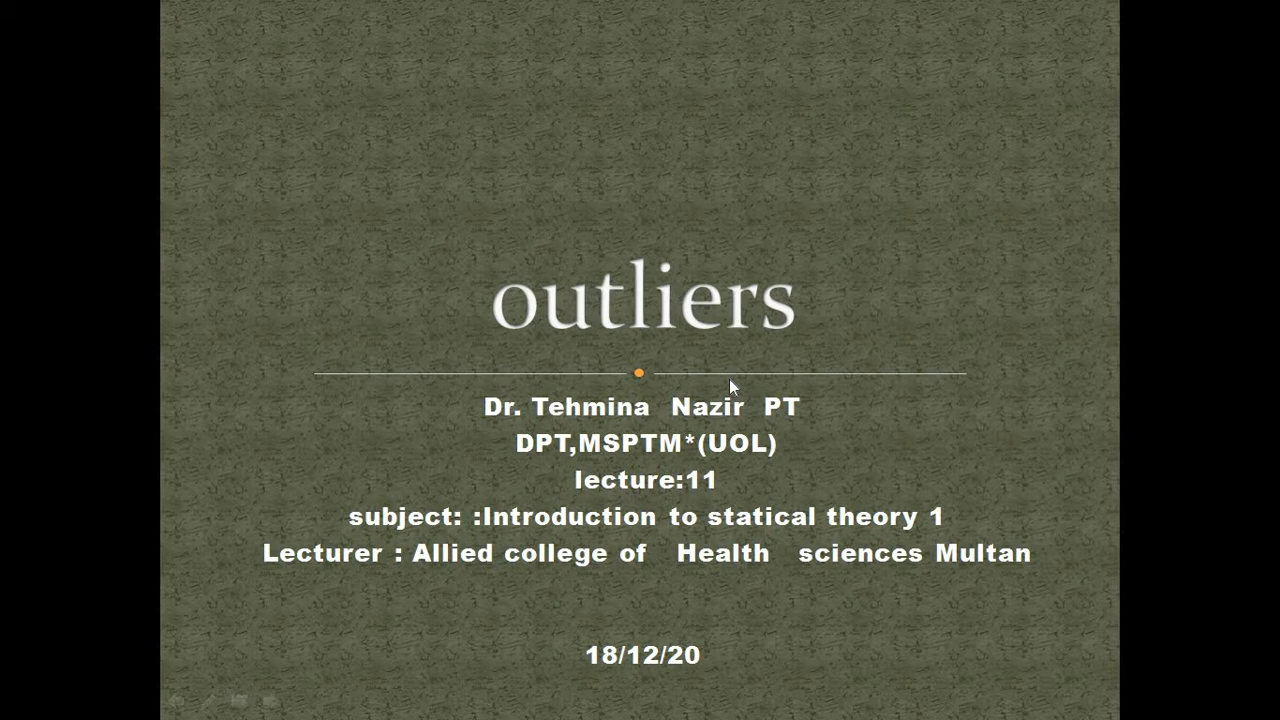 outliers
Dr. Tehmina Nazir PT
DPT,MSPTM*(UOL)
lecture:11
subject: :Introduction to statical theory 1
Lecturer : Allied college of Health sciences Multan
18/12/20